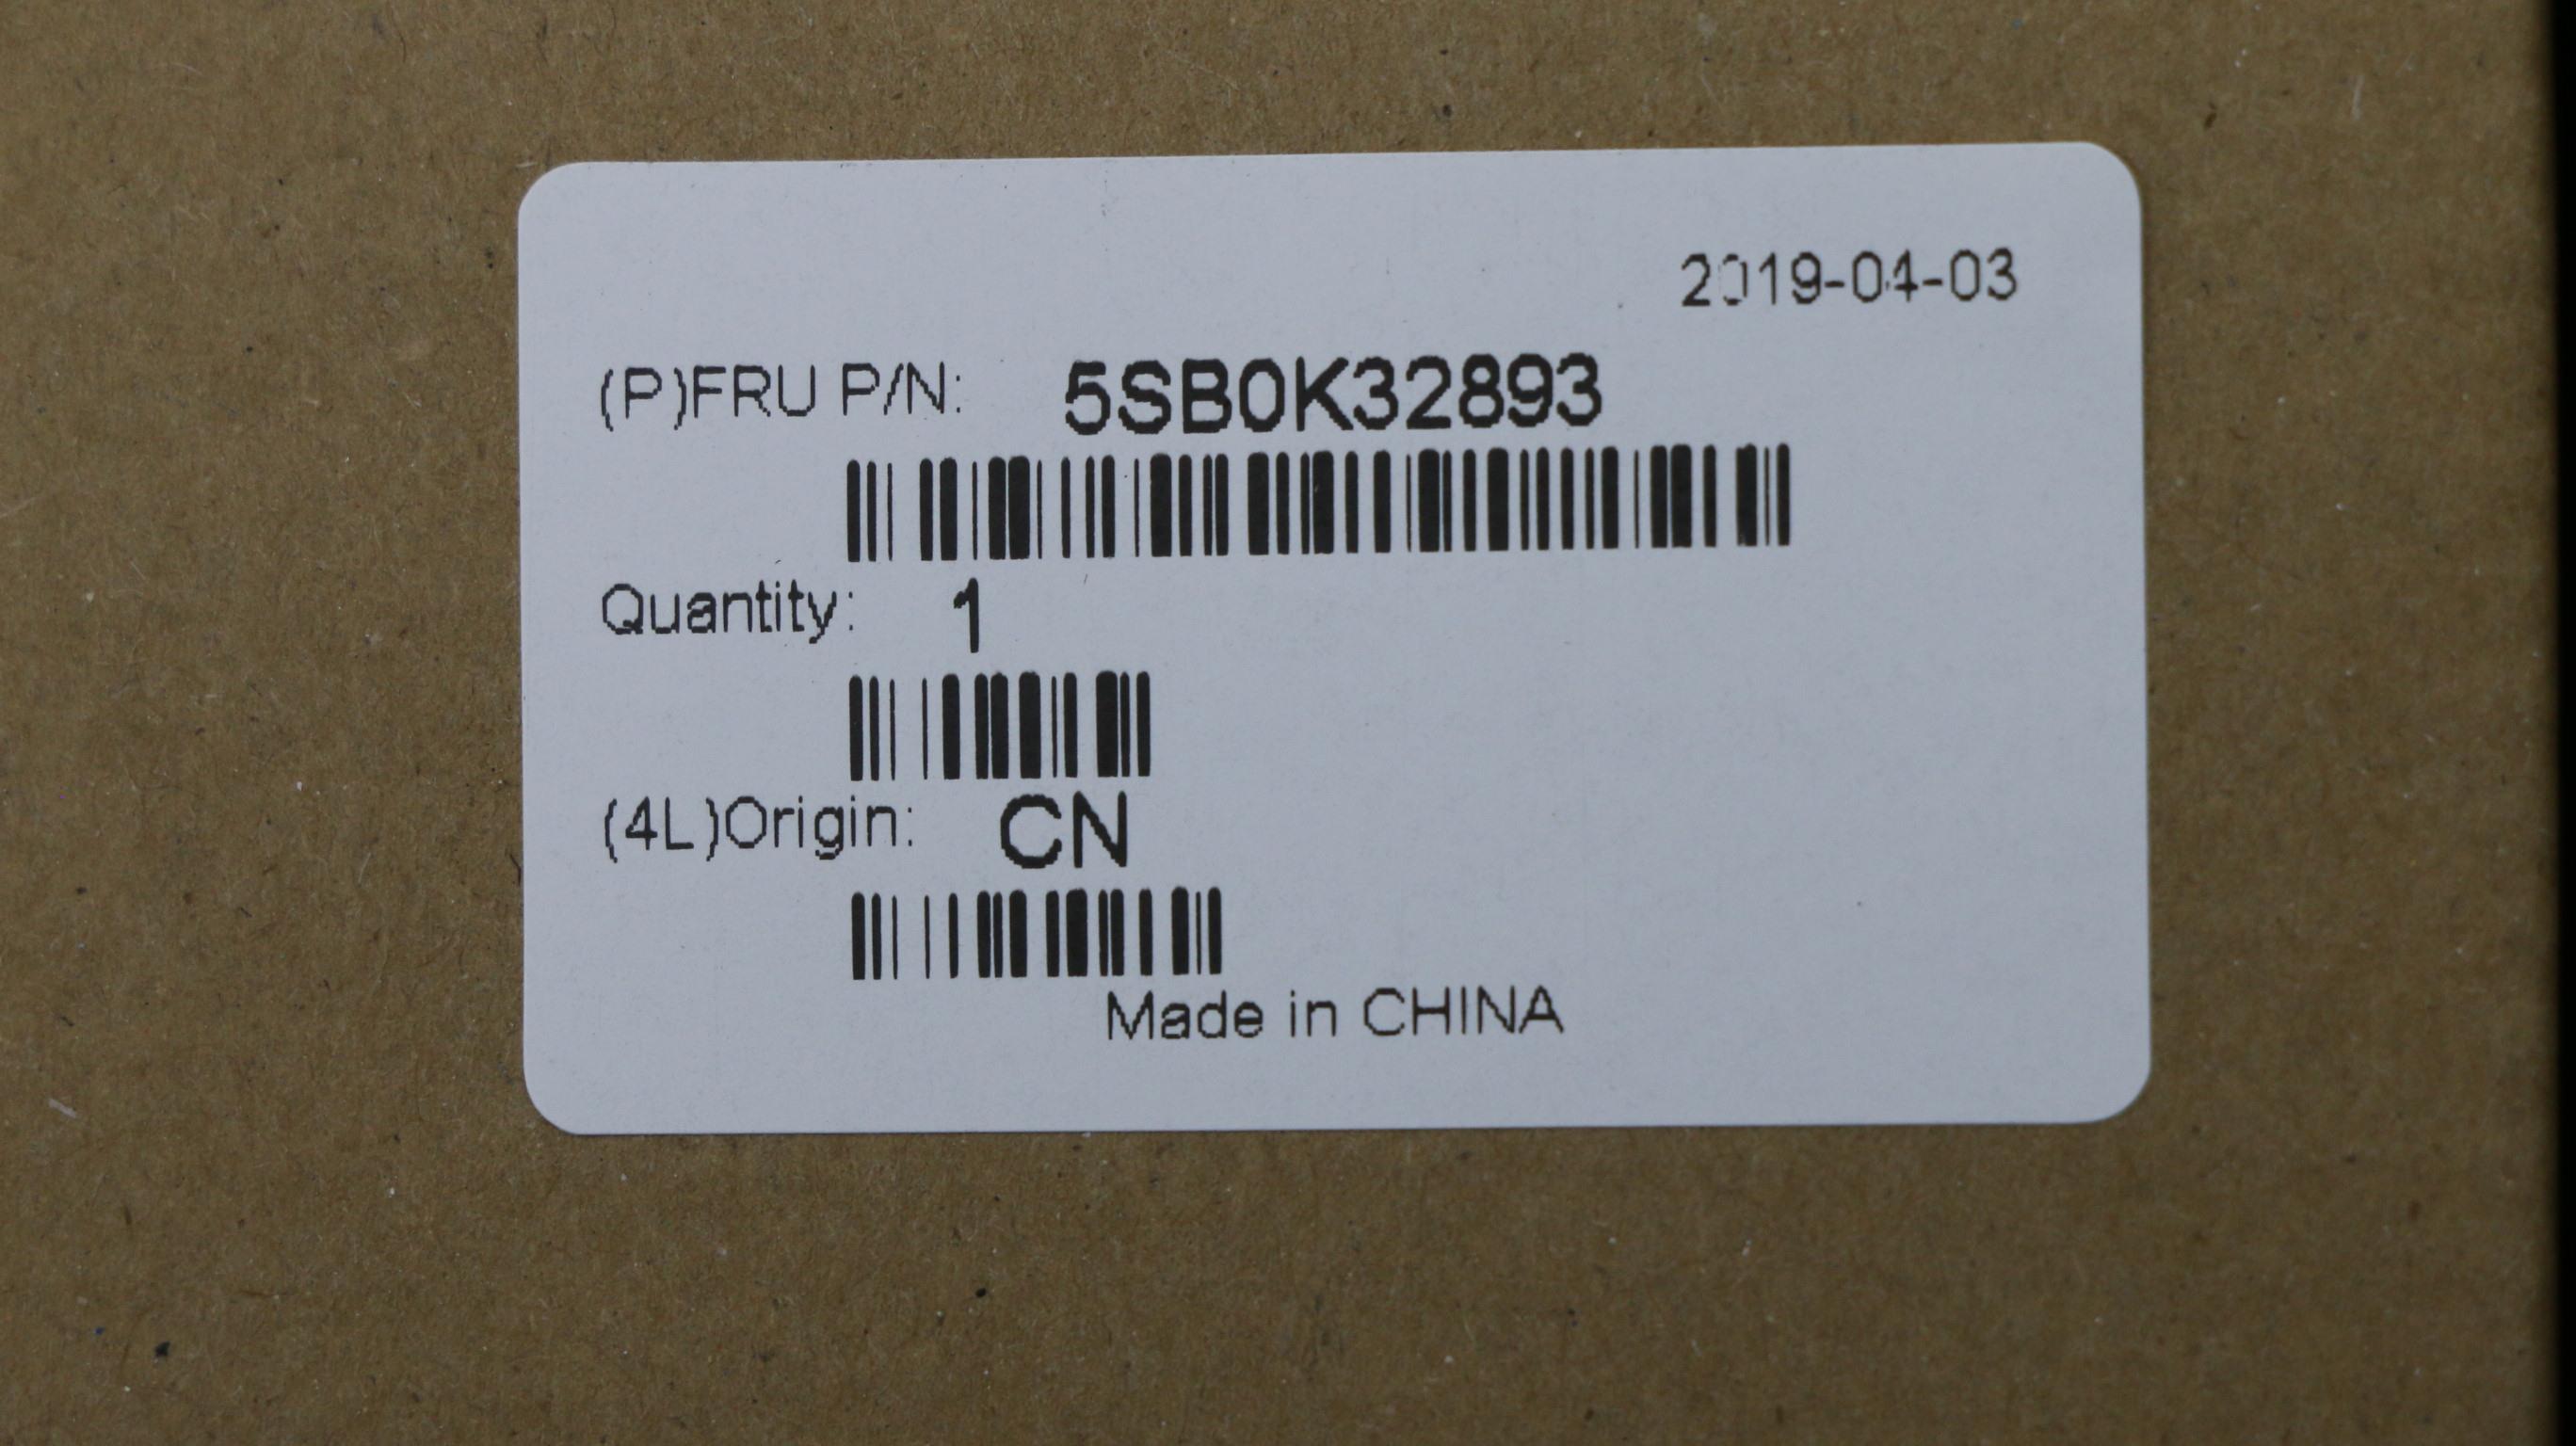 2019-04-03
(P)FRU P/N: 5SB0K32893
Quantity: 1
(4L)Origin: CN
Made in CHINA